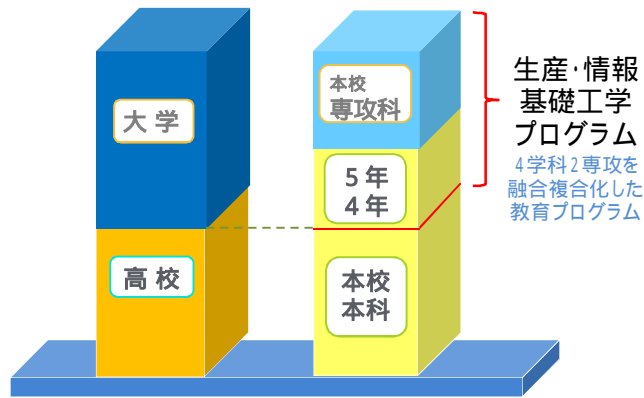 大 学
高 校
本校
専攻科
5 年
4 年
本校
本科
生産・情報
基礎工学
プログラム
4学科2専攻を
融合複合化した
教育プログラム